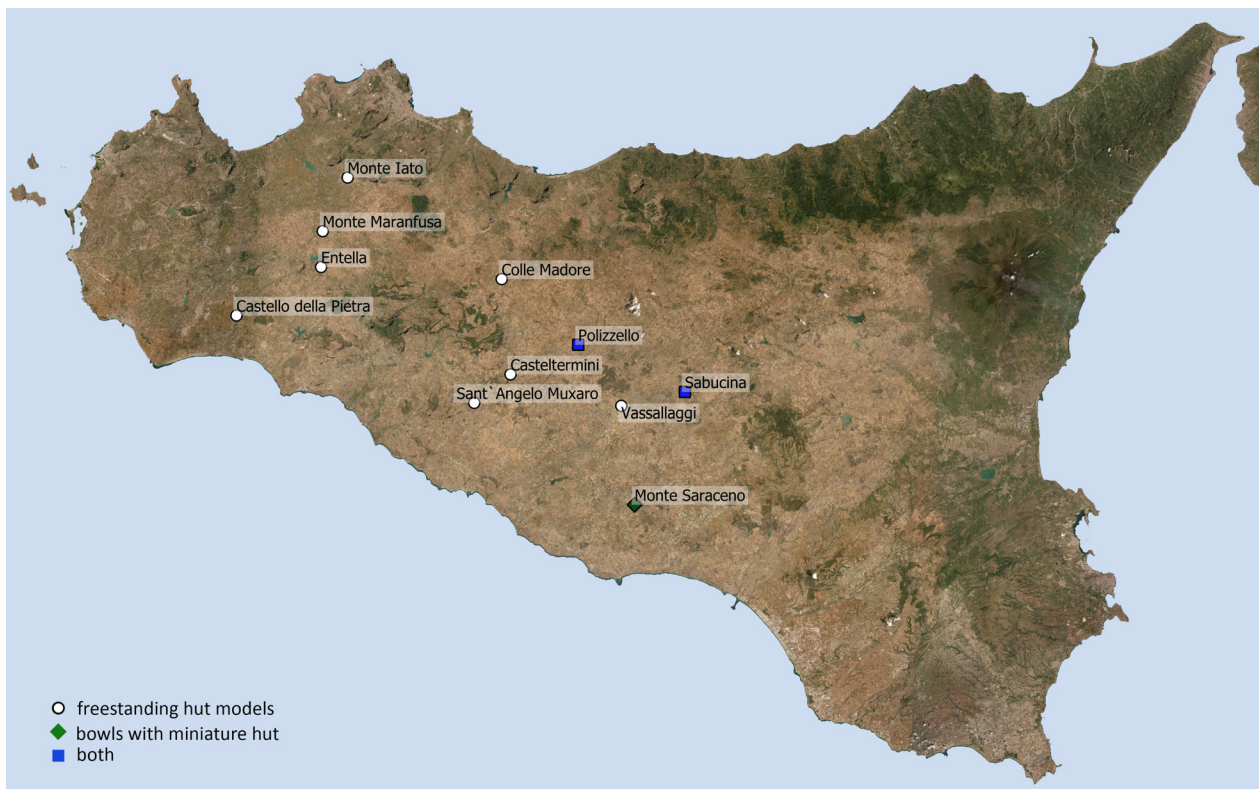 Monte Iato
Monte Maranfusa
Entella
Colle Madore
Castello della Pietra
Polizzello
Casteltermini
Sabucina
Sant`Angelo Muxaro
Vassallaggi
Monte Saraceno
freestanding hut models
bowls with miniature hut
both